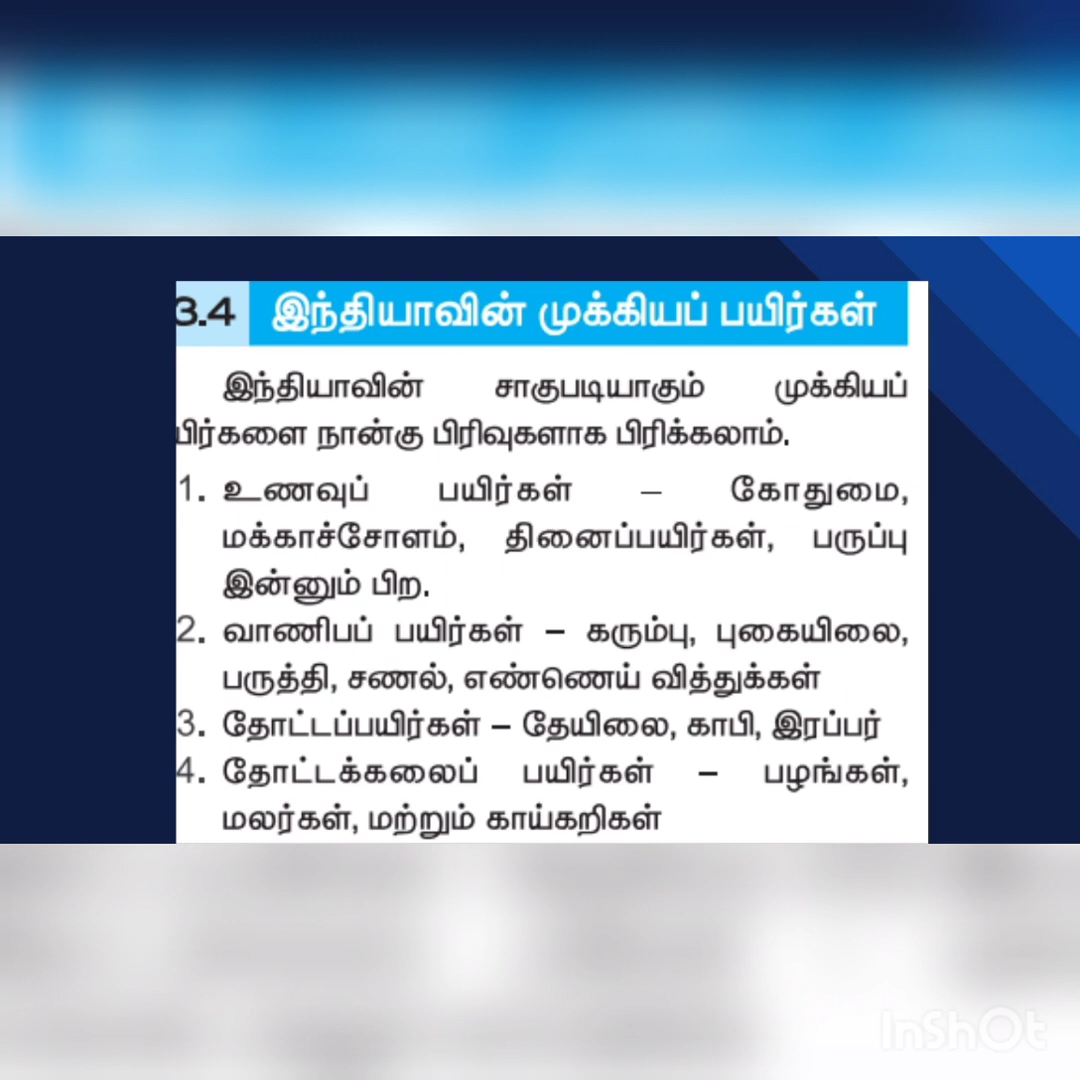 3.4 இந்தியாவின் முக்கியப் பயிர்கள்
இந்தியாவின் சாகுபடியாகும் முக்கியப்
யிர்களை நான்கு பிரிவுகளாக பிரிக்கலாம்.
1. உணவுப் பயிர்கள் – கோதுமை,
மக்காச்சோளம், தினைப்பயிர்கள், பருப்பு
இன்னும் பிற.
2. வாணிபப் பயிர்கள் – கரும்பு, புகையிலை,
பருத்தி, சணல், எண்ணெய் வித்துக்கள்
3. தோட்டப்பயிர்கள் – தேயிலை, காபி, இரப்பர்
4. தோட்டக்கலைப் பயிர்கள் – பழங்கள்,
மலர்கள், மற்றும் காய்கறிகள்
InShOt